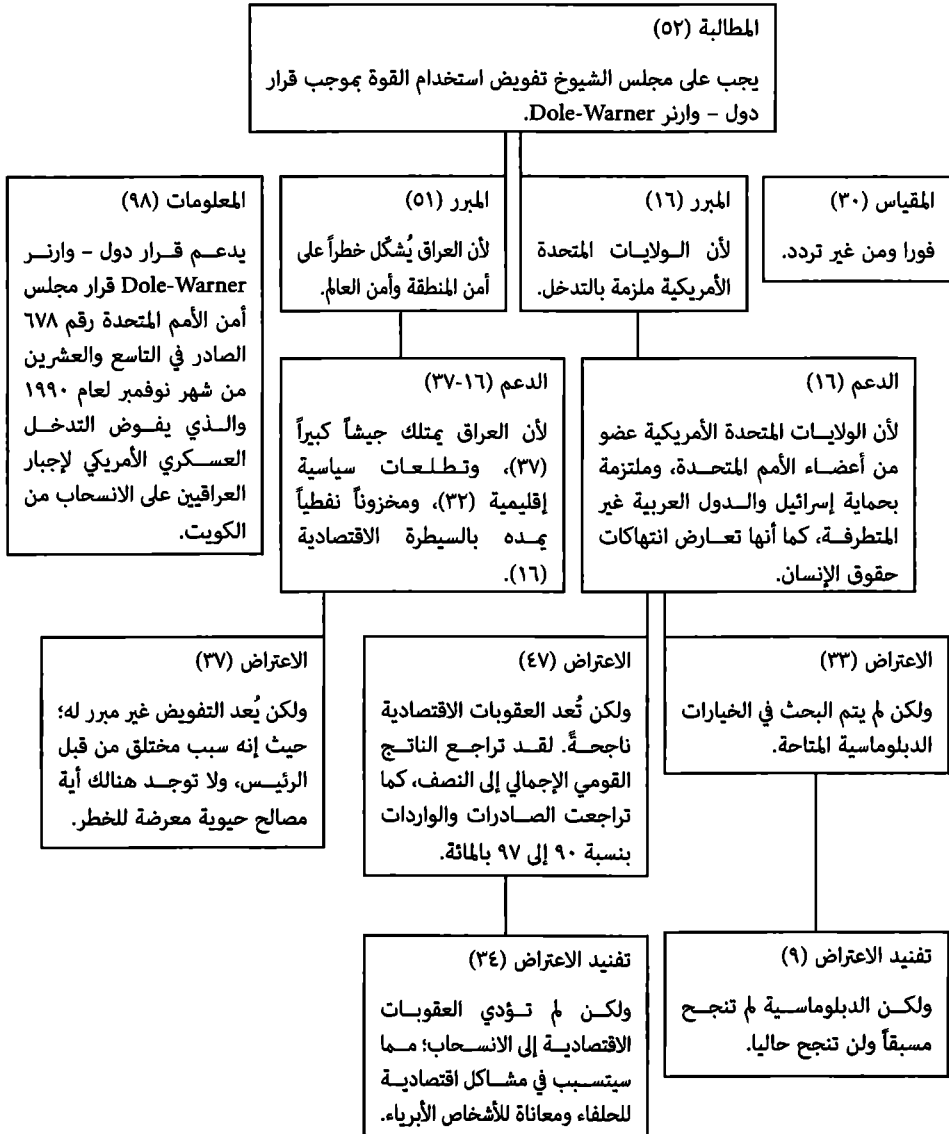 المطالبة (٥٢)
يجب على مجلس الشيوخ تفويض استخدام القوة بموجب قرار
دول – وارنر Dole-Warner.
المقياس (٣٠)
فورا ومن غير تردد.
المبرر (١٦)
لأن الولايات المتحدة
الأمريكية ملزمة بالتدخل.
المبرر (٥١)
لأن العراق يُشكّل خطراً على
أمن المنطقة وأمن العالم.
المعلومات (٩٨)
يدعم قرار دول – وارنر
Dole-Warner قرار مجلس
أمن الأمم المتحدة رقم ٦٧٨
الصادر في التاسع والعشرين
من شهر نوفمبر لعام ١٩٩٠
والذي يفوض التدخل
العسكري الأمريكي لإجبار
العراقيين على الانسحاب من
الكويت.
الدعم (١٦)
لأن الولايات المتحدة الأمريكية عضو
من أعضاء الأمم المتحدة، وملتزمة
بحماية إسرائيل والدول العربية غير
المتطرفة، كما أنها تعارض انتهاكات
حقوق الإنسان.
الدعم (١٦-٣٧)
لأن العراق يمتلك جيشاً كبيراً
(٣٧)، وتطلعات سياسية
إقليمية (٣٢)، ومخزوناً نفطياً
يمده بالسيطرة الاقتصادية
(١٦).
الاعتراض (٣٣)
ولكن لم يتم البحث في الخيارات
الدبلوماسية المتاحة.
الاعتراض (٤٧)
ولكن تُعد العقوبات الاقتصادية
ناجحةً. لقد تراجع الناتج
القومي الإجمالي إلى النصف، كما
تراجعت الصادرات والواردات
بنسبة ٩٠ إلى ٩٧ بالمائة.
الاعتراض (٣٧)
ولكن يُعد التفويض غير مبرر له؛
حيث إنه سبب مختلق من قبل
الرئيس، ولا توجد هنالك أية
مصالح حيوية معرضة للخطر.
تفنيد الاعتراض (٩)
ولكن الدبلوماسية لم تنجح
مسبقاً ولن تنجح حاليا.
تفنيد الاعتراض (٣٤)
ولكن لم تؤدي العقوبات
الاقتصادية إلى الانسحاب؛ مما
سيتسبب في مشاكل اقتصادية
للحلفاء ومعاناة للأشخاص الأبرياء.